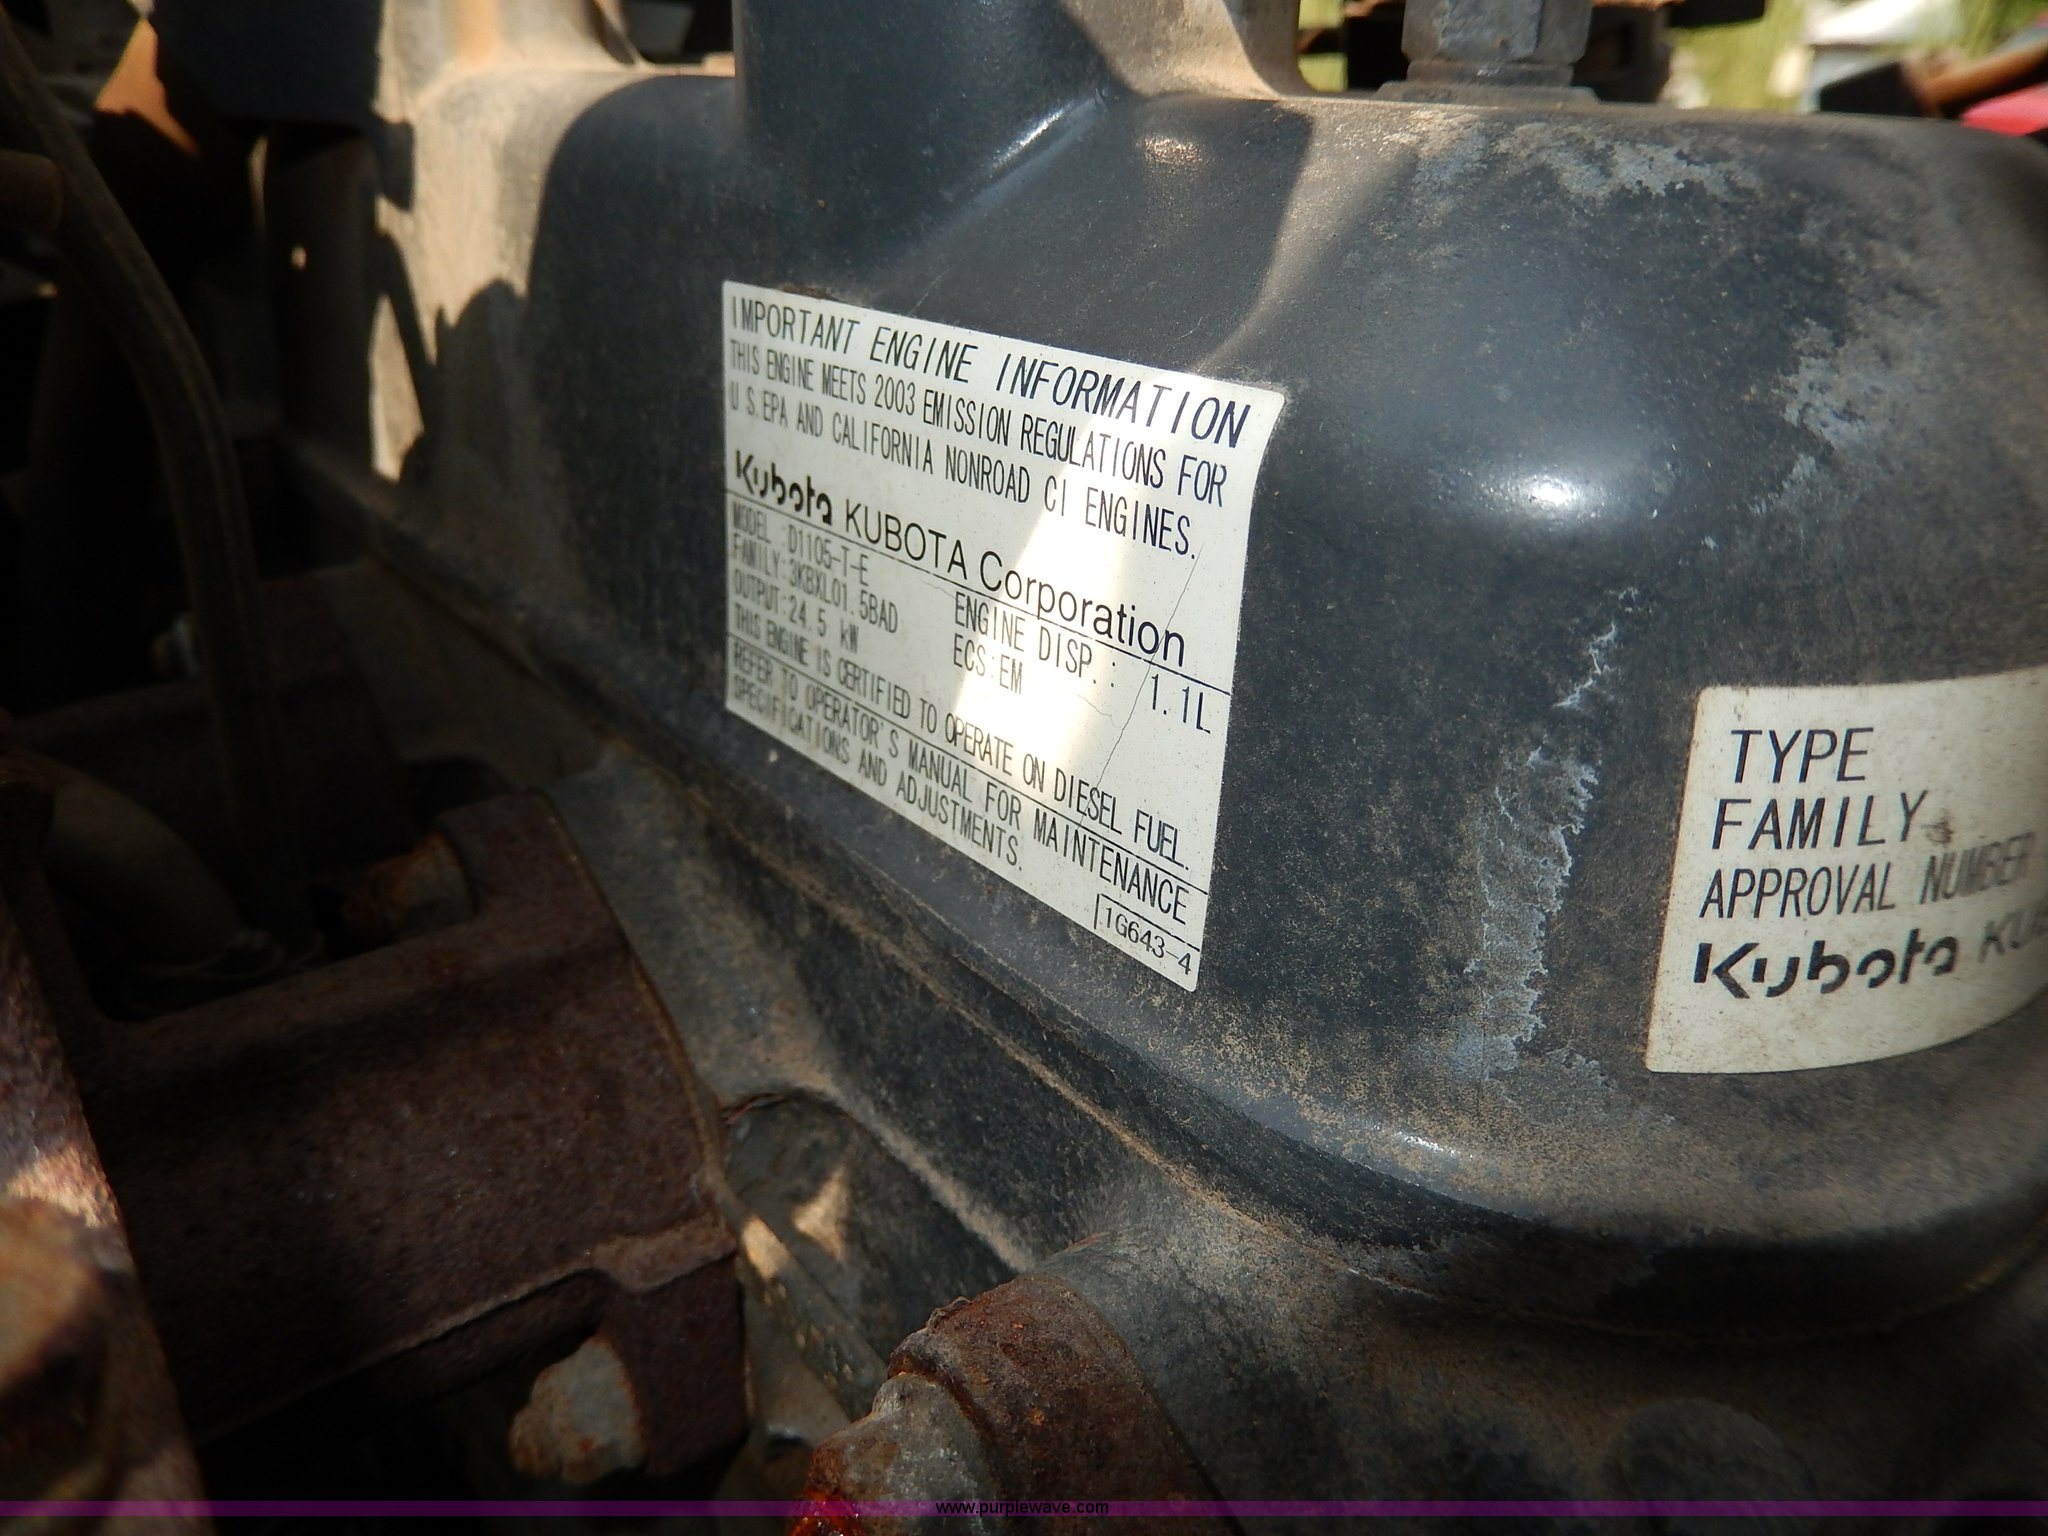 IMPORTANT ENGINE INFORMATION
THIS ENGINE MEETS 2003 EMISSION REGULATIONS FOR
U.S.EPA AND CALIFORNIA NONROAD CI ENGINES.
Kubota KUBOTA Corporation
MODEL :D1105-T-E ENGINE DISP.: 1.1L
FAMILY:3KBXL01.5BAD ECS:EM
OUTPUT:24.5 kW
THIS ENGINE IS CERTIFIED TO OPERATE ON DIESEL FUEL.
REFER TO OPERATOR'S MANUAL FOR MAINTENANCE
SPECIFICATIONS AND ADJUSTMENTS.
1G643-4
TYPE
FAMILY
APPROVAL NUMBER
Kubota KUB
www.purplewave.com